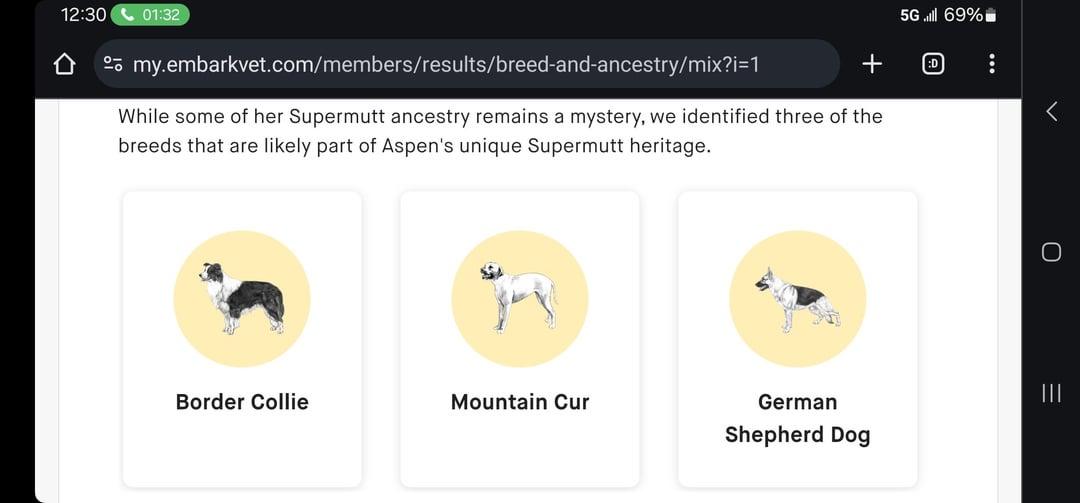 12:30 01:32 5G 69%
my.embarkvet.com/members/results/breed-and-ancestry/mix?i=1
:D
While some of her Supermutt ancestry remains a mystery, we identified three of the
breeds that are likely part of Aspen's unique Supermutt heritage.
Border Collie
Mountain Cur
German
Shepherd Dog